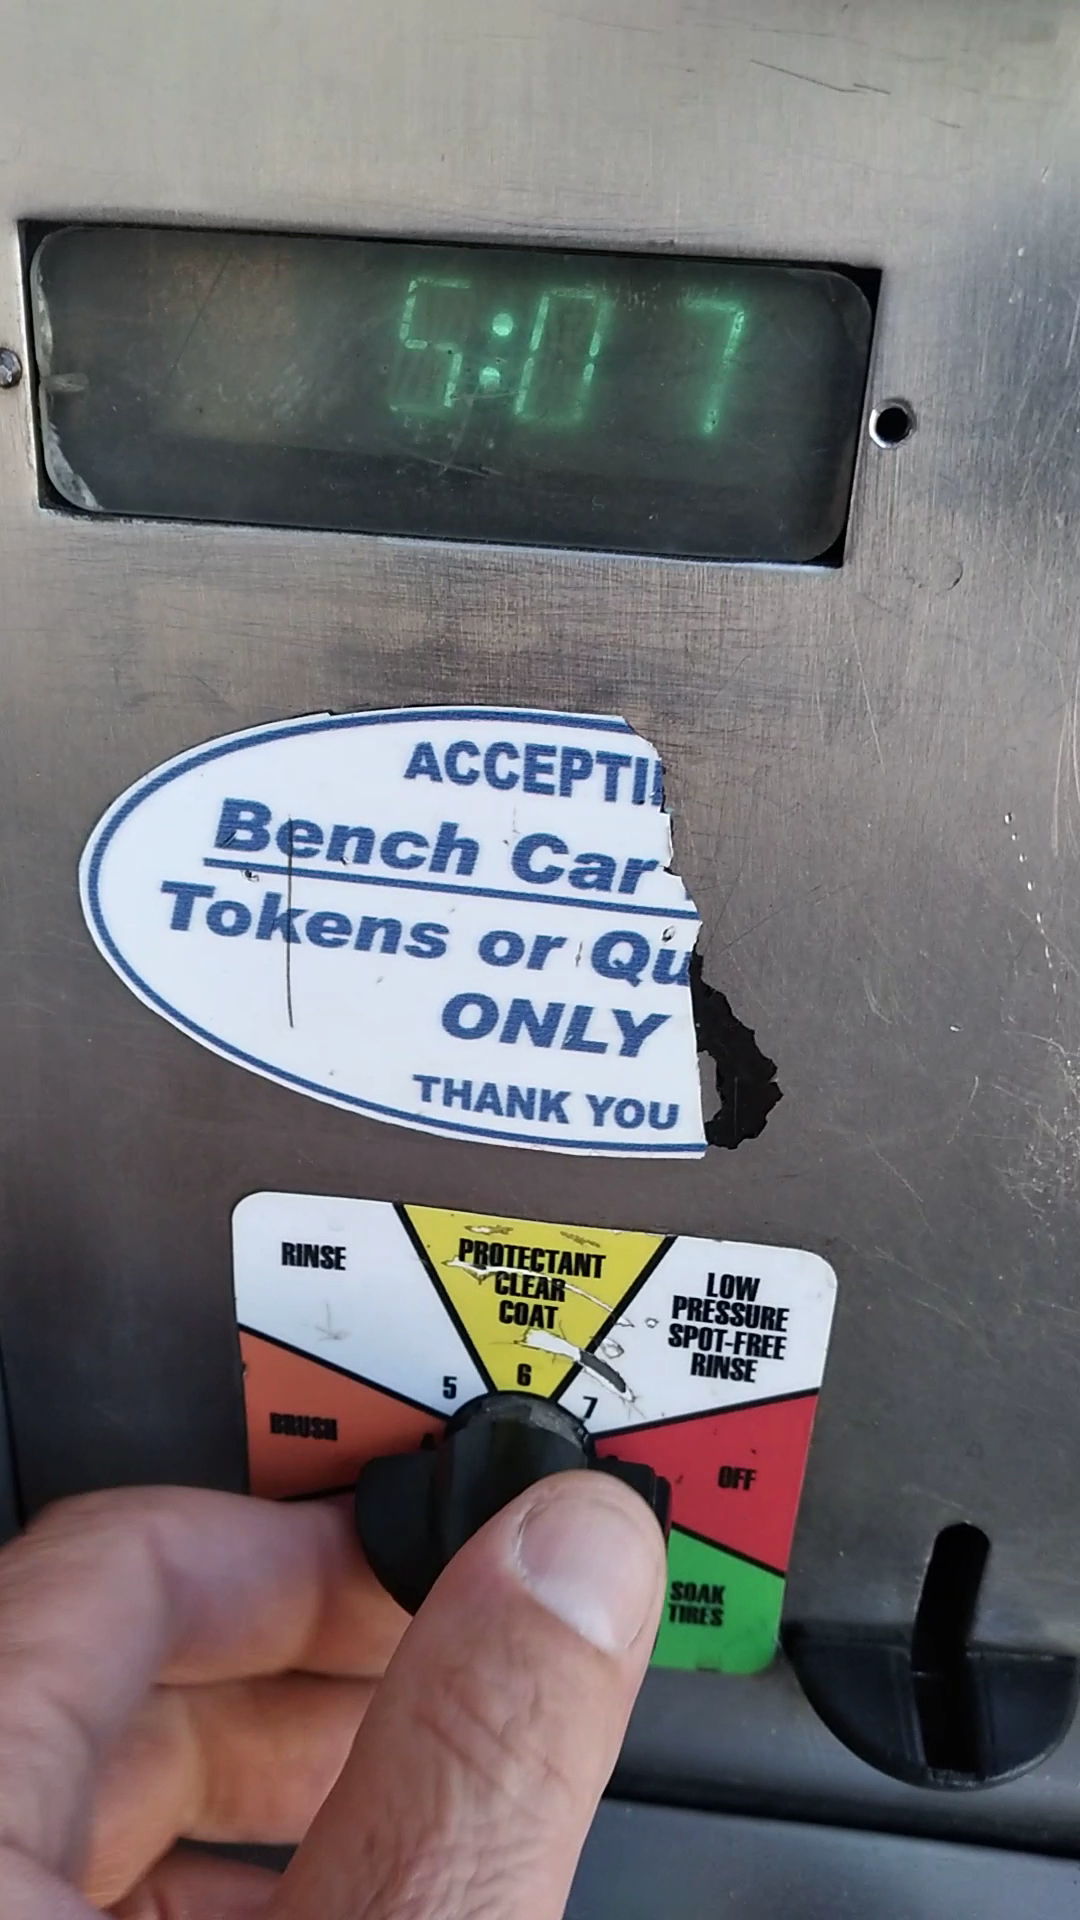 5:07
ACCEPTI
Bench Car
Tokens or Qu
ONLY
THANK YOU
RINSE
PROTECTANT
CLEAR
COAT
LOW
PRESSURE
SPOT-FREE
RINSE
5
6
7
BRUSH
OFF
SOAK
TIRES